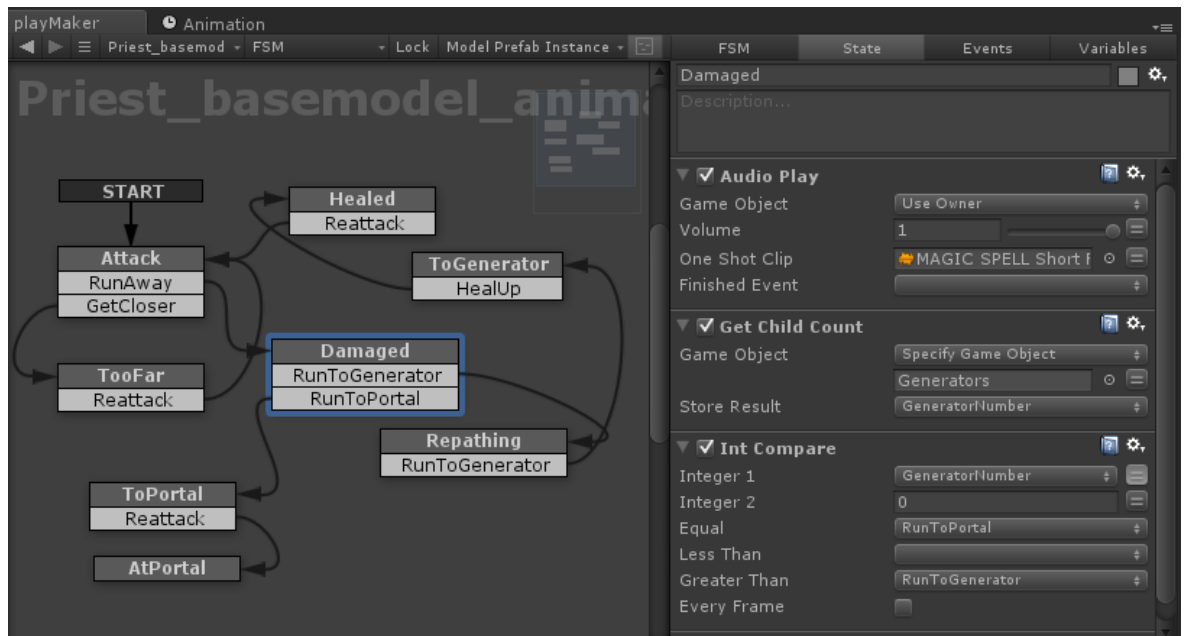 playMaker
Animation
Priest_basemod FSM Lock Model Prefab Instance
FSM State Events Variables
Priest_basemodel_anima
START
Attack
RunAway
GetCloser
Healed
Reattack
ToGenerator
HealUp
TooFar
Reattack
Damaged
RunToGenerator
RunToPortal
Repathing
RunToGenerator
ToPortal
Reattack
AtPortal
Damaged
Description...
Audio Play
Game Object Use Owner
Volume 1
One Shot Clip MAGIC SPELL Short
Finished Event
Get Child Count
Game Object Specify Game Object
Generators
Store Result GeneratorNumber
Int Compare
Integer 1 GeneratorNumber
Integer 2 0
Equal RunToPortal
Less Than
Greater Than RunToGenerator
Every Frame